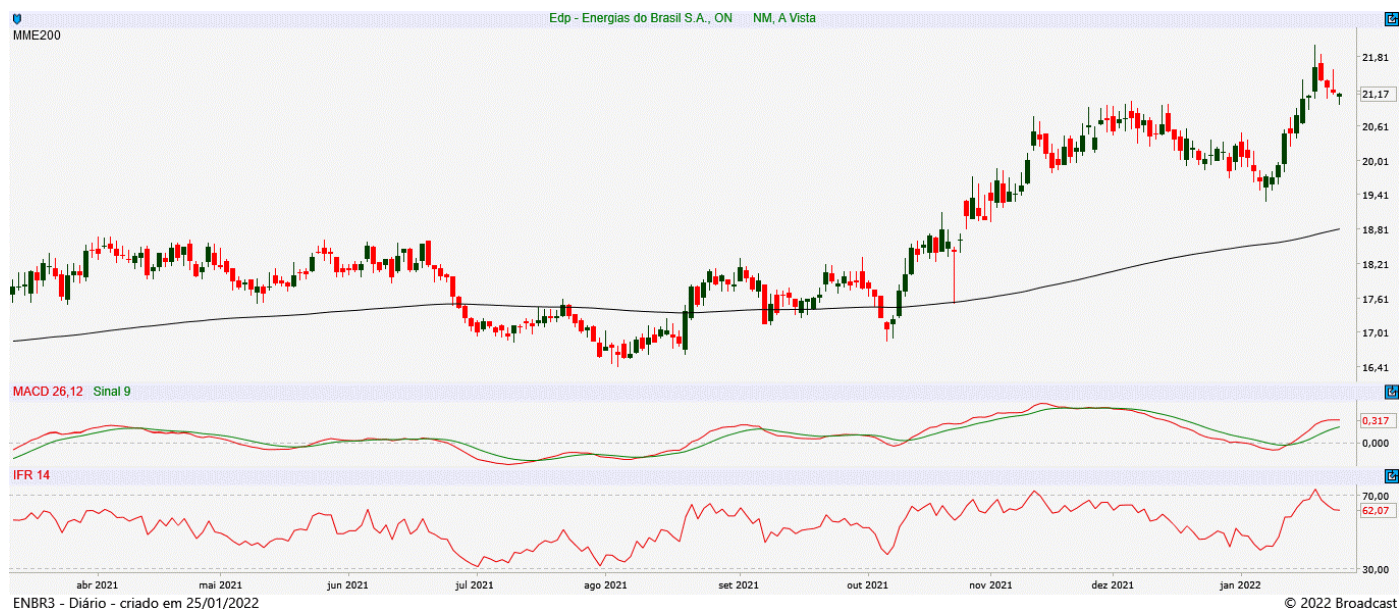 Edp - Energias do Brasil S.A., ON NM, A Vista
MME200
21,81
21,17
20,61
20,01
19,41
18,81
18,21
17,61
17,01
16,41
MACD 26,12 Sinal 9
0,317
0,000
IFR 14
70,00
62,07
30,00
abr 2021 mai 2021 jun 2021 jul 2021 ago 2021 set 2021 out 2021 nov 2021 dez 2021 jan 2022
ENBR3 - Diário - criado em 25/01/2022 © 2022 Broadcast